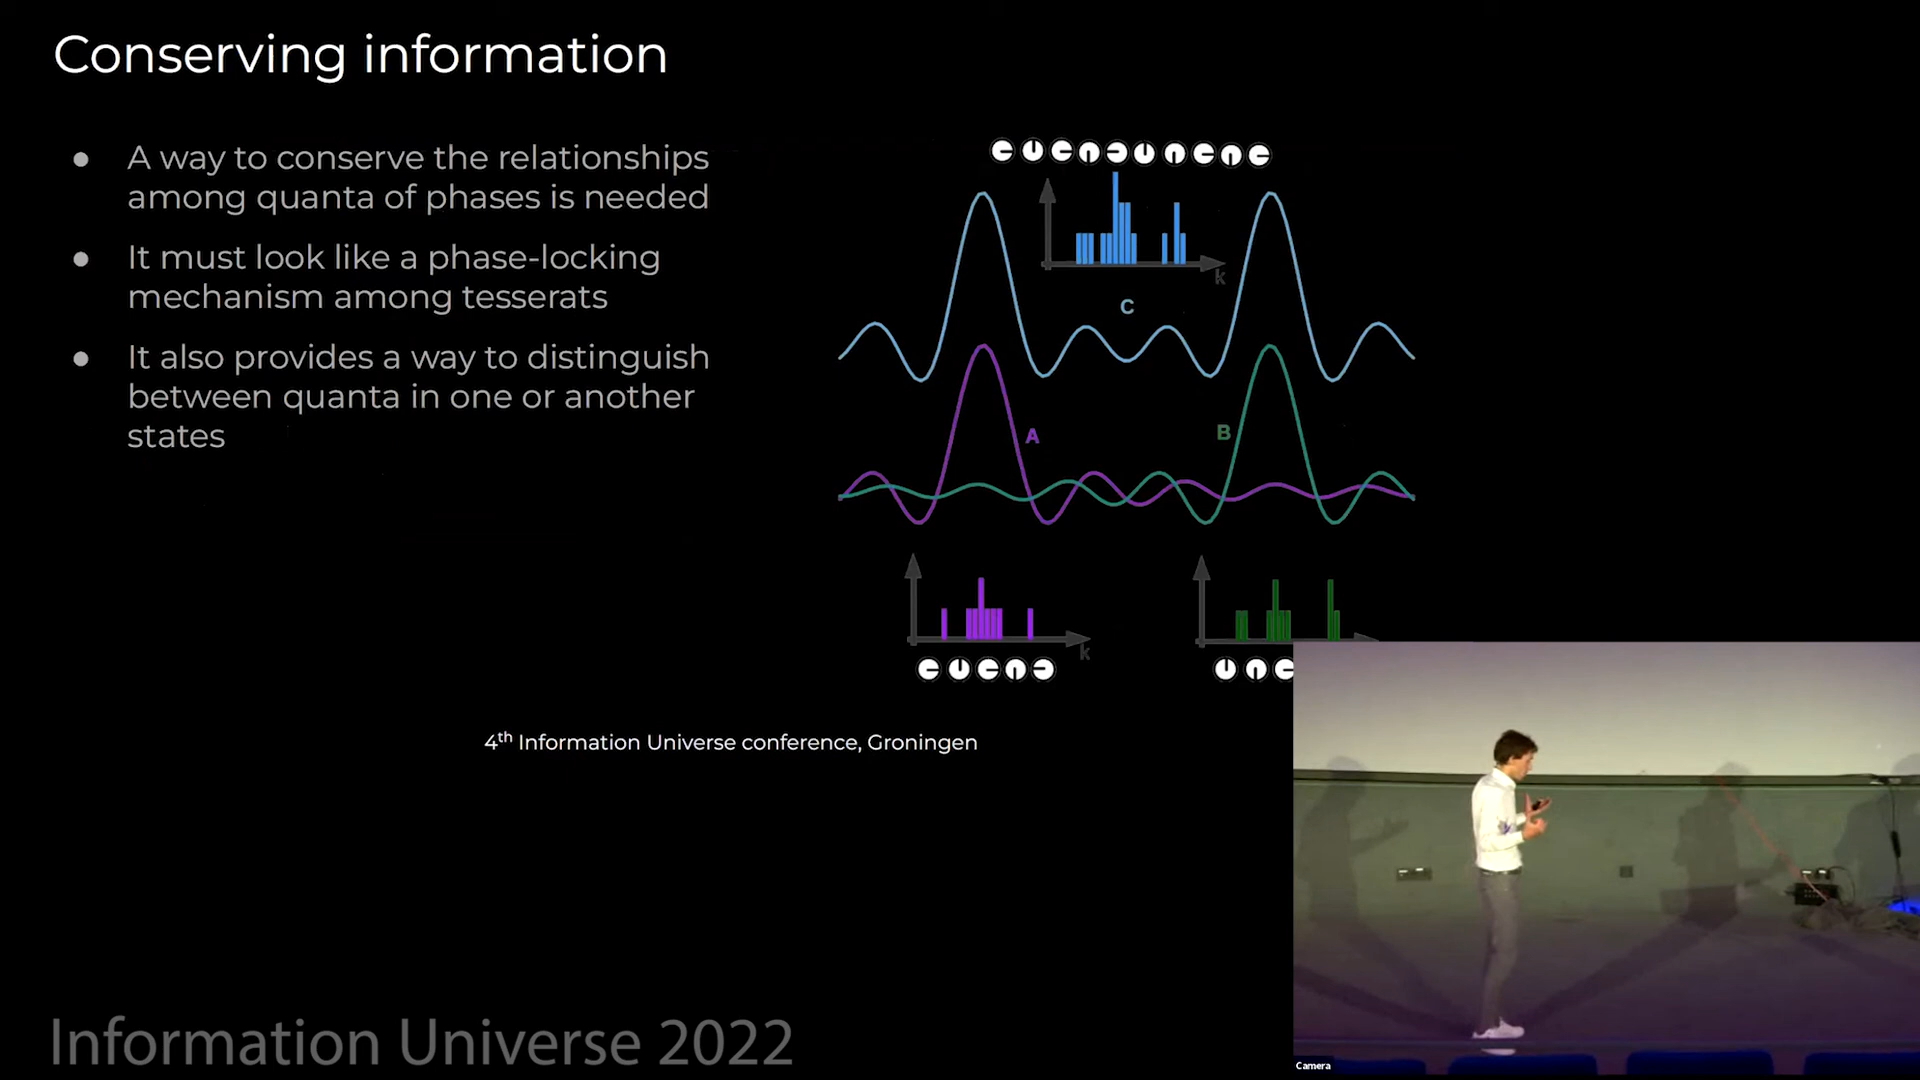 Conserving information
A way to conserve the relationships
among quanta of phases is needed
It must look like a phase-locking
mechanism among tesserats
It also provides a way to distinguish
between quanta in one or another
states
k
C
A
B
k
4th Information Universe conference, Groningen
Information Universe 2022
Camera